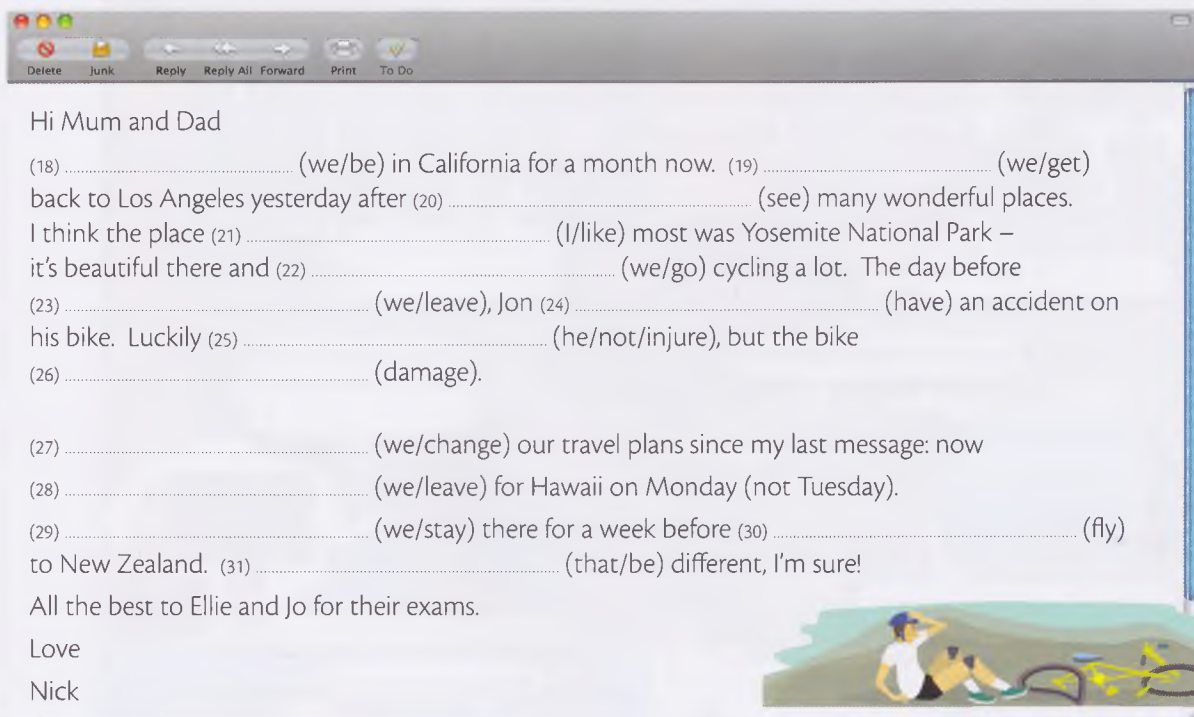 Delete Junk Reply Reply All Forward Print To Do
Hi Mum and Dad
(18) (we/be) in California for a month now. (19) (we/get)
back to Los Angeles yesterday after (20) (see) many wonderful places.
I think the place (21) (I/like) most was Yosemite National Park –
it's beautiful there and (22) (we/go) cycling a lot. The day before
(23) (we/leave), Jon (24) (have) an accident on
his bike. Luckily (25) (he/not/injure), but the bike
(26) (damage).
(27) (we/change) our travel plans since my last message: now
(28) (we/leave) for Hawaii on Monday (not Tuesday).
(29) (we/stay) there for a week before (30) (fly)
to New Zealand. (31) (that/be) different, I'm sure!
All the best to Ellie and Jo for their exams.
Love
Nick